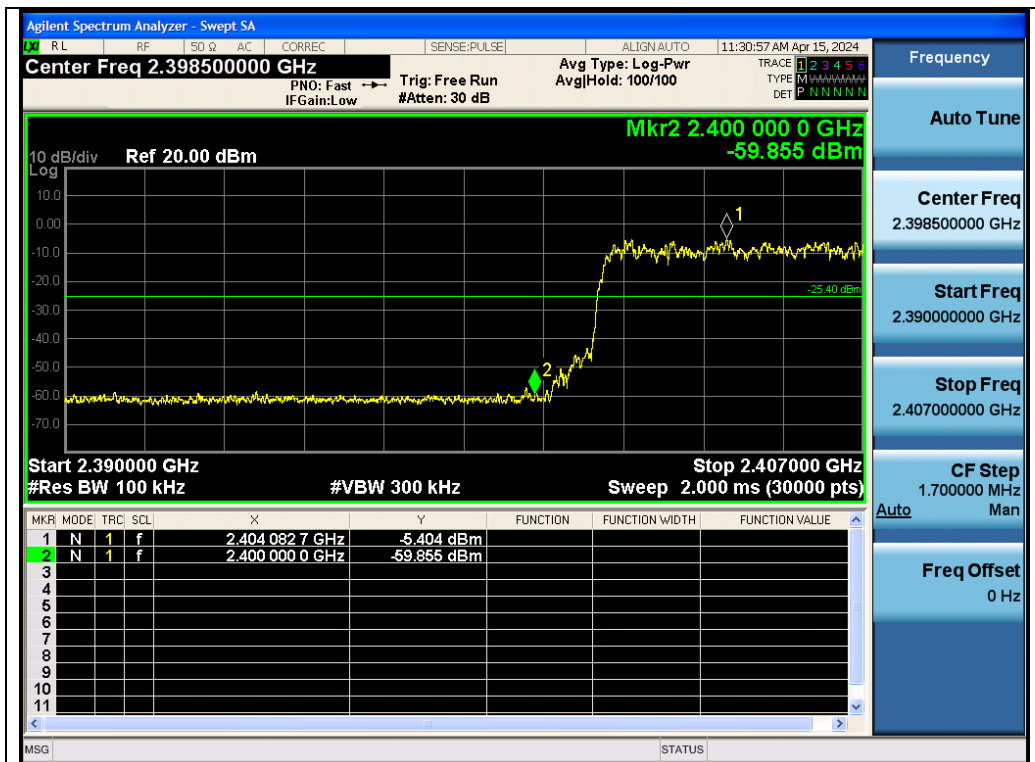 Agilent Spectrum Analyzer - Swept SA
LXI RL RF 50 Ω AC CORREC SENSE:PULSE ALIGN AUTO 11:30:57 AM Apr 15, 2024
Center Freq 2.398500000 GHz
PNO: Fast
IFGain:Low
Trig: Free Run
#Atten: 30 dB
Avg Type: Log-Pwr
Avg|Hold: 100/100
TRACE 1 2 3 4 5 6
TYPE M WWWWW
DET P N N N N N
Mkr2 2.400 000 0 GHz
-59.855 dBm
10 dB/div Ref 20.00 dBm
Log
10.0
0.00
-10.0
-20.0
-30.0
-40.0
-50.0
-60.0
-70.0
1
-25.40 dBm
2
Start 2.390000 GHz Stop 2.407000 GHz
#Res BW 100 kHz #VBW 300 kHz Sweep 2.000 ms (30000 pts)
MKR MODE TRC SCL X Y FUNCTION FUNCTION WIDTH FUNCTION VALUE
1 N 1 f 2.404 082 7 GHz -5.404 dBm
2 N 1 f 2.400 000 0 GHz -59.855 dBm
3
4
5
6
7
8
9
10
11
MSG STATUS
Frequency
Auto Tune
Center Freq
2.398500000 GHz
Start Freq
2.390000000 GHz
Stop Freq
2.407000000 GHz
CF Step
1.700000 MHz
Auto Man
Freq Offset
0 Hz